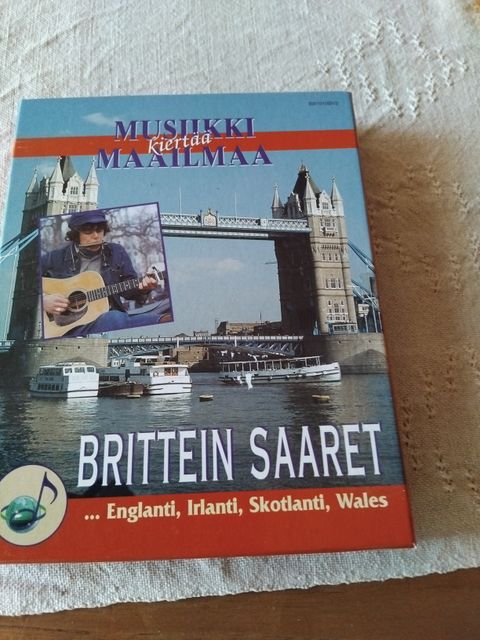 MUSIIKKI
kiertää
MAAILMAA
BRITTEIN SAARET
... Englanti, Irlanti, Skotlanti, Wales